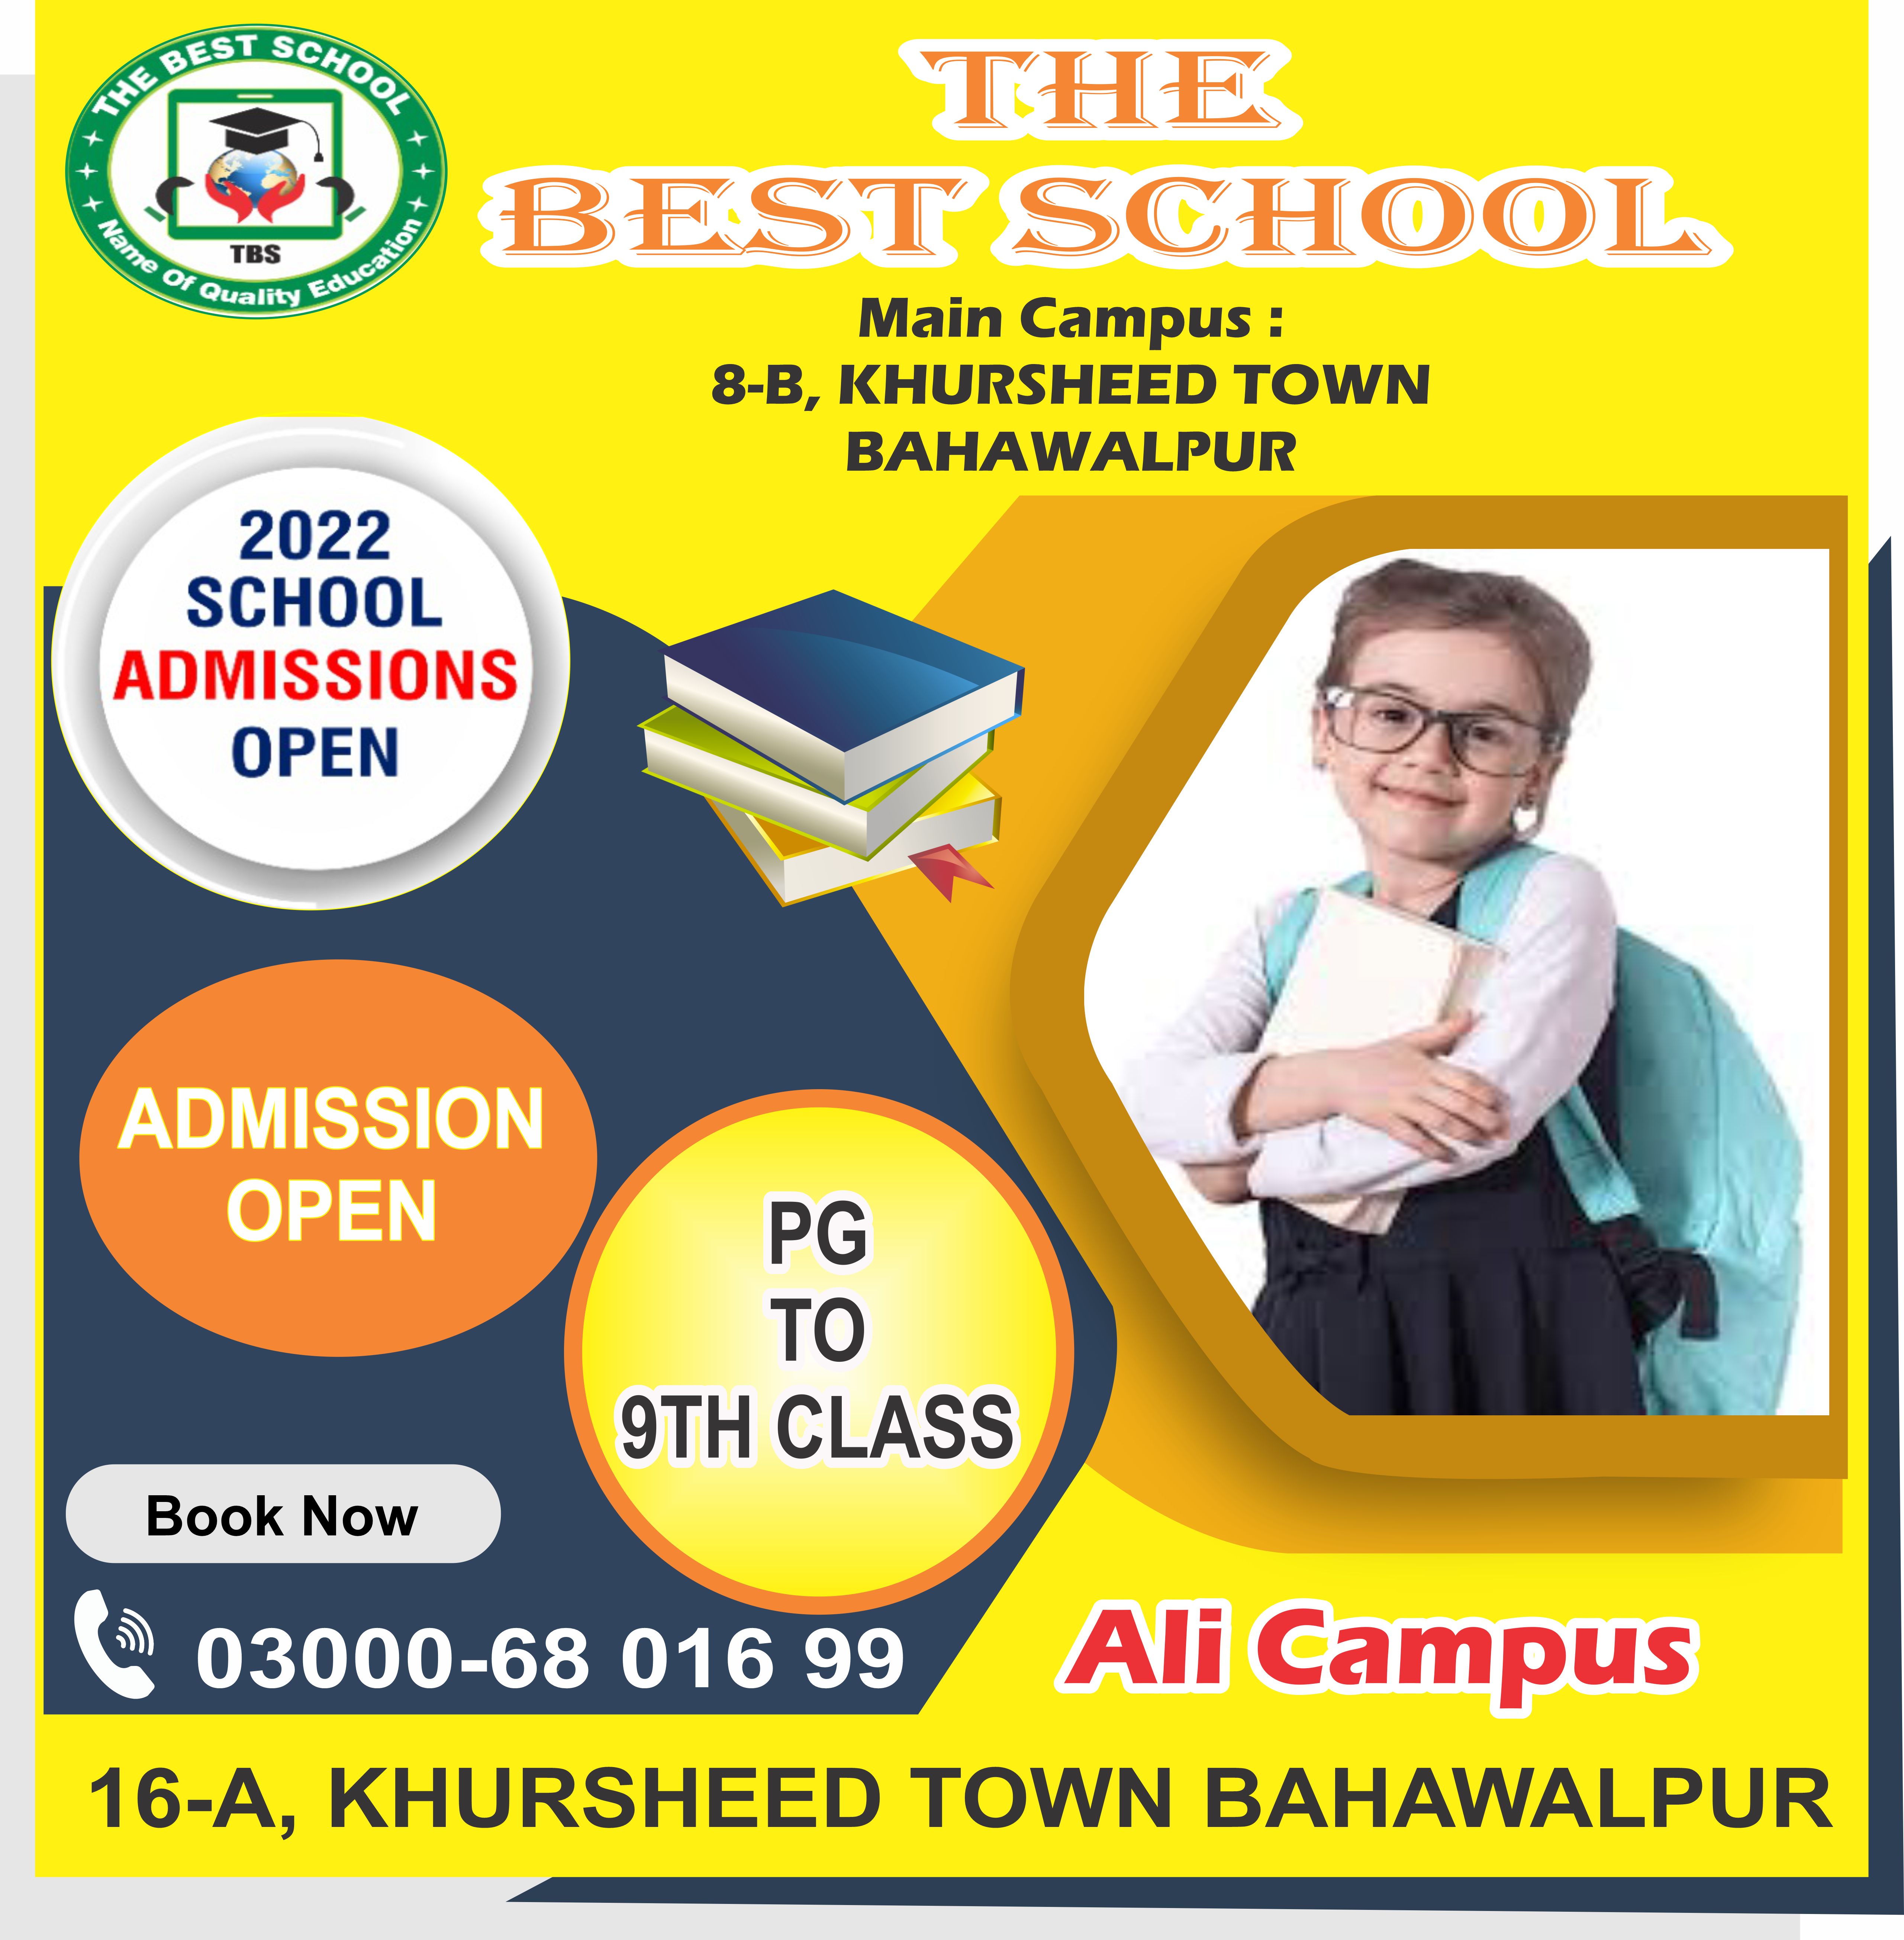 THE BEST SCHOOL
TBS
Name Of Quality Education
THE
BEST SCHOOL
Main Campus :
8-B, KHURSHEED TOWN
BAHAWALPUR
2022
SCHOOL
ADMISSIONS
OPEN
ADMISSION
OPEN
PG
TO
9TH CLASS
Book Now
03000-68 016 99
Ali Campus
16-A, KHURSHEED TOWN BAHAWALPUR